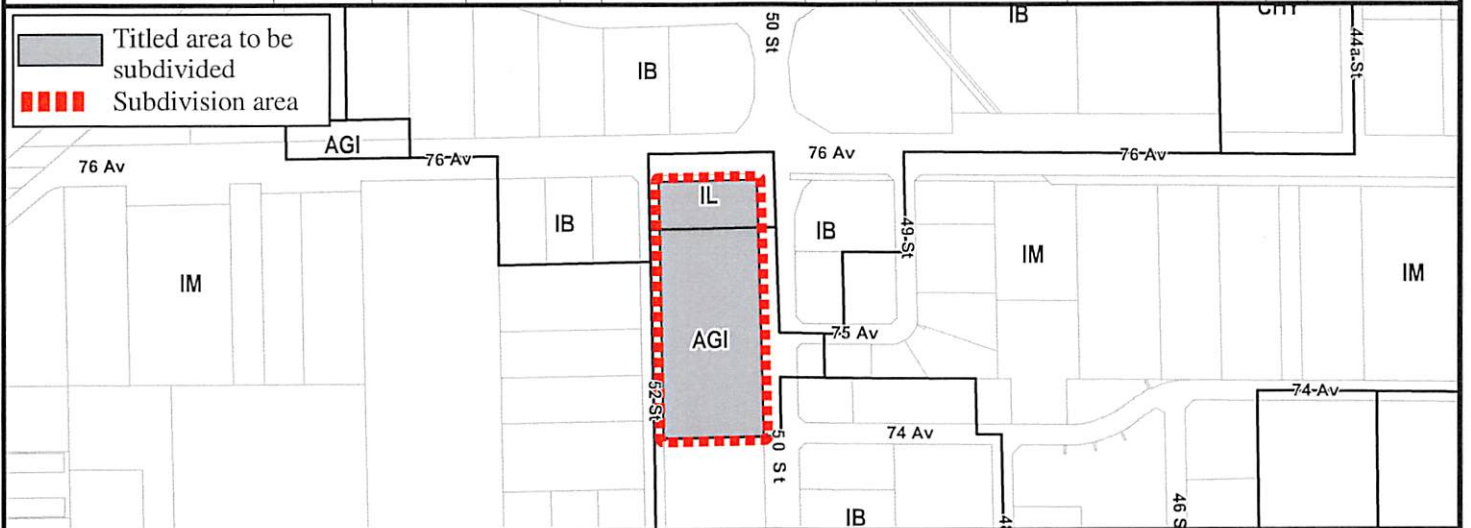 Titled area to be
subdivided
Subdivision area
50 St
IB
44a St
IB
AGI
76 Av
76 Av
76 Av
76 Av
IL
IB
IB
49 St
IM
IM
IM
AGI
75 Av
52 St
74 Av
74 Av
50 St
46 S
IB